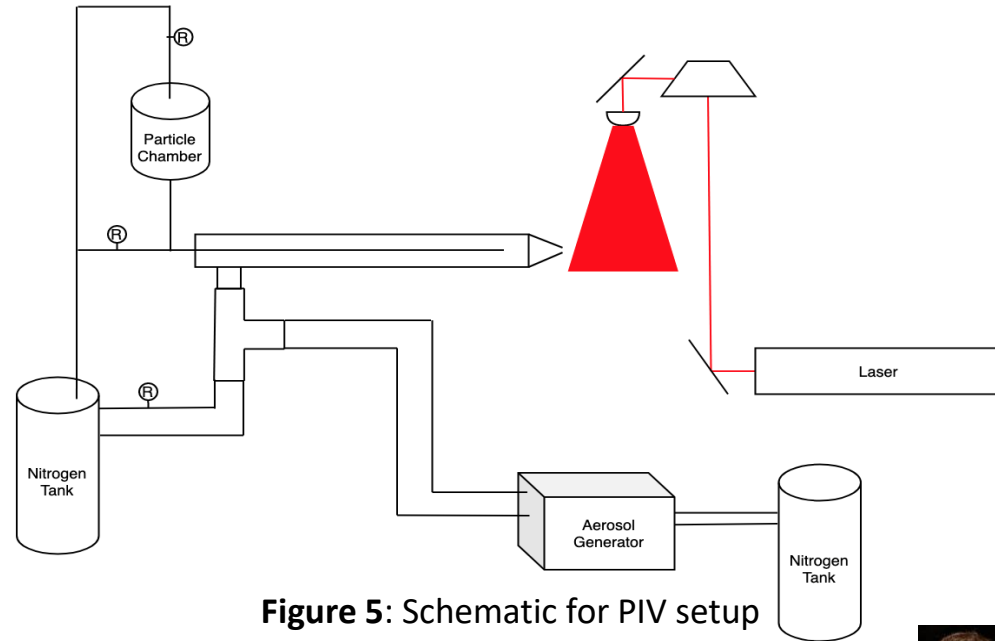 R
Particle
Chamber
R
Laser
R
Nitrogen
Tank
Aerosol
Generator
Nitrogen
Tank
Figure 5: Schematic for PIV setup